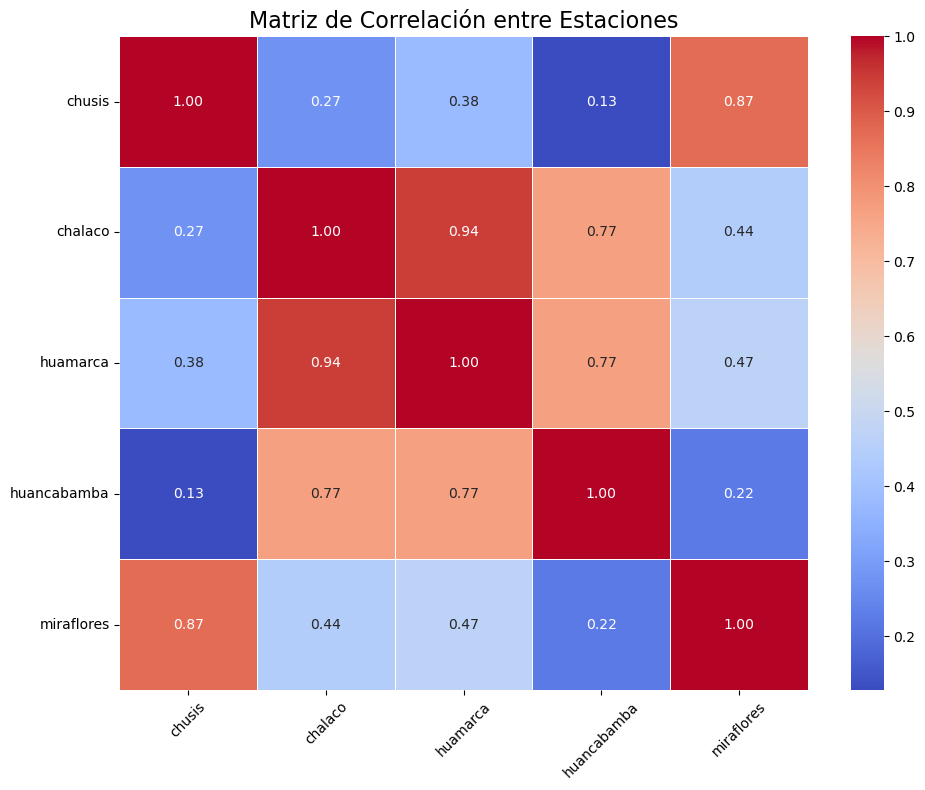 Matriz de Correlación entre Estaciones
chusis 1.00 0.27 0.38 0.13 0.87
chalaco 0.27 1.00 0.94 0.77 0.44
huamarca 0.38 0.94 1.00 0.77 0.47
huancabamba 0.13 0.77 0.77 1.00 0.22
miraflores 0.87 0.44 0.47 0.22 1.00
chusis chalaco huamarca huancabamba miraflores
1.0
0.9
0.8
0.7
0.6
0.5
0.4
0.3
0.2